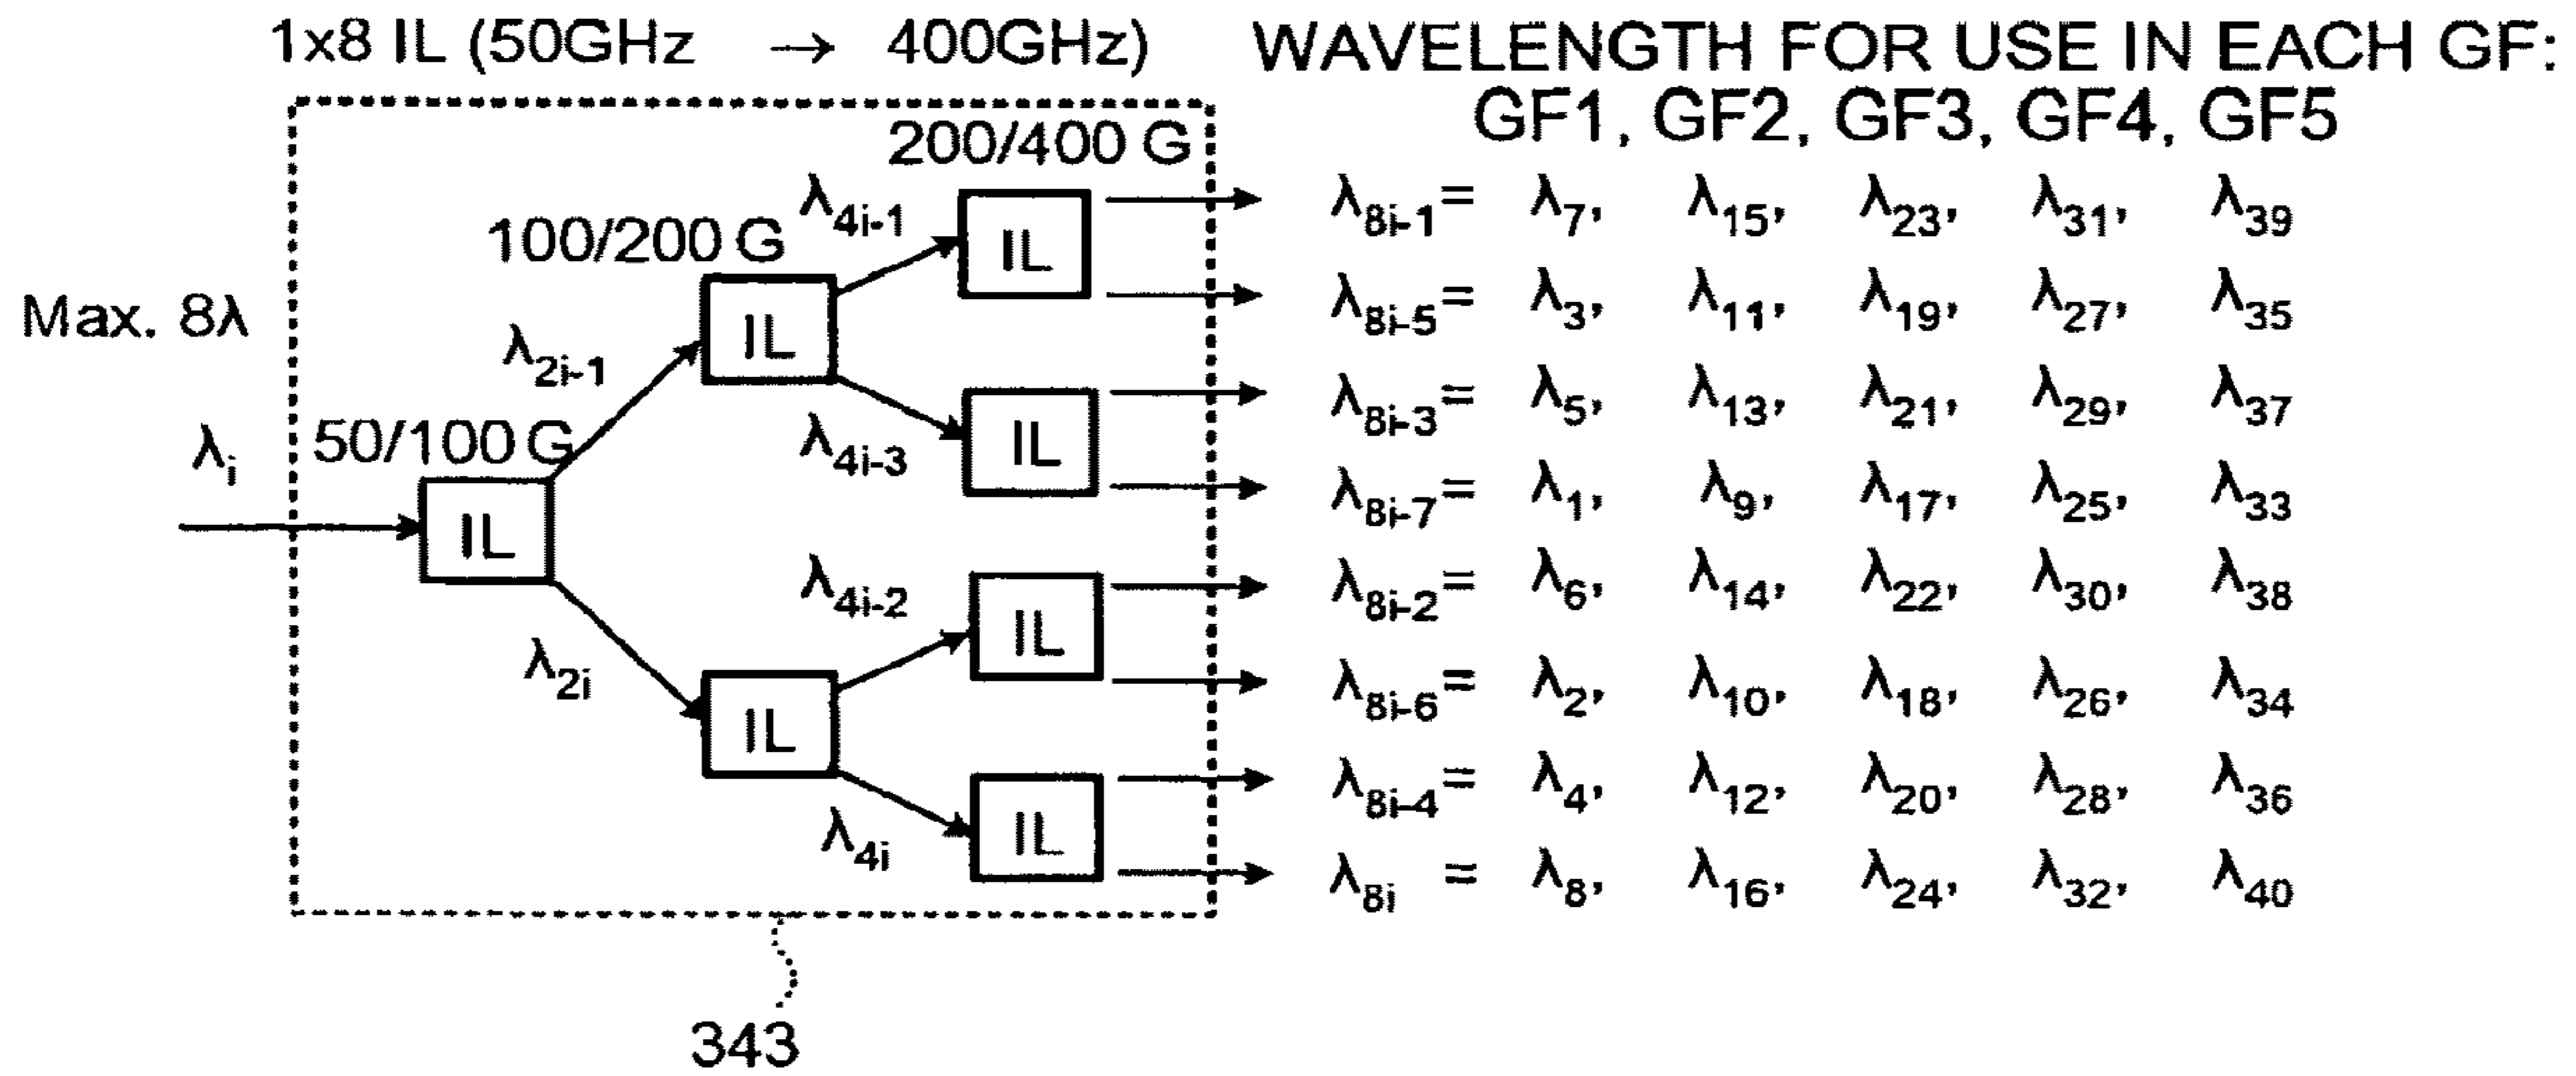 1x8 IL (50GHz → 400GHz)
WAVELENGTH FOR USE IN EACH GF:
GF1, GF2, GF3, GF4, GF5
200/400 G
100/200 G
50/100 G
Max. 8λ
λi
IL
λ2i-1
λ2i
IL
IL
λ4i-1
λ4i-3
λ4i-2
λ4i
IL
IL
IL
IL
λ8i-1= λ7, λ15, λ23, λ31, λ39
λ8i-5= λ3, λ11, λ19, λ27, λ35
λ8i-3= λ5, λ13, λ21, λ29, λ37
λ8i-7= λ1, λ9, λ17, λ25, λ33
λ8i-2= λ6, λ14, λ22, λ30, λ38
λ8i-6= λ2, λ10, λ18, λ26, λ34
λ8i-4= λ4, λ12, λ20, λ28, λ36
λ8i = λ8, λ16, λ24, λ32, λ40
343